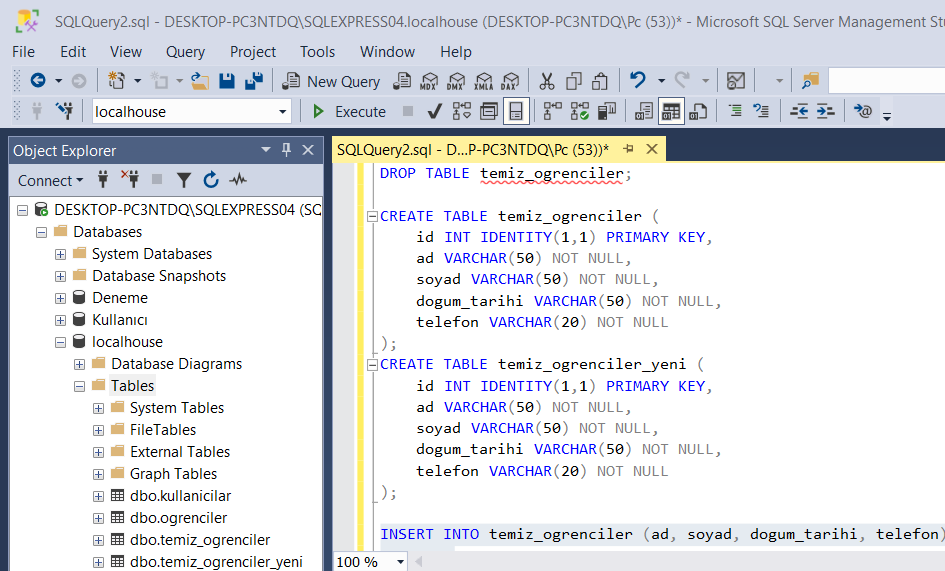 SQLQuery2.sql - DESKTOP-PC3NTDQ\SQLEXPRESS04.localhouse (DESKTOP-PC3NTDQ\Pc (53))* - Microsoft SQL Server Management
File Edit View Query Project Tools Window Help
New Query MDX DMX XMLA DAX
localhouse Execute
Object Explorer
SQLQuery2.sql - D...P-PC3NTDQ\Pc (53))*
Connect
DESKTOP-PC3NTDQ\SQLEXPRESS04 (SQ
Databases
System Databases
Database Snapshots
Deneme
Kullanıcı
localhouse
Database Diagrams
Tables
System Tables
FileTables
External Tables
Graph Tables
dbo.kullanicilar
dbo.ogrenciler
dbo.temiz_ogrenciler
dbo.temiz_ogrenciler_yeni
DROP TABLE temiz_ogrenciler;
CREATE TABLE temiz_ogrenciler (
id INT IDENTITY(1,1) PRIMARY KEY,
ad VARCHAR(50) NOT NULL,
soyad VARCHAR(50) NOT NULL,
dogum_tarihi VARCHAR(50) NOT NULL,
telefon VARCHAR(20) NOT NULL
);
CREATE TABLE temiz_ogrenciler_yeni (
id INT IDENTITY(1,1) PRIMARY KEY,
ad VARCHAR(50) NOT NULL,
soyad VARCHAR(50) NOT NULL,
dogum_tarihi VARCHAR(50) NOT NULL,
telefon VARCHAR(20) NOT NULL
);
INSERT INTO temiz_ogrenciler (ad, soyad, dogum_tarihi, telefon)
100 %